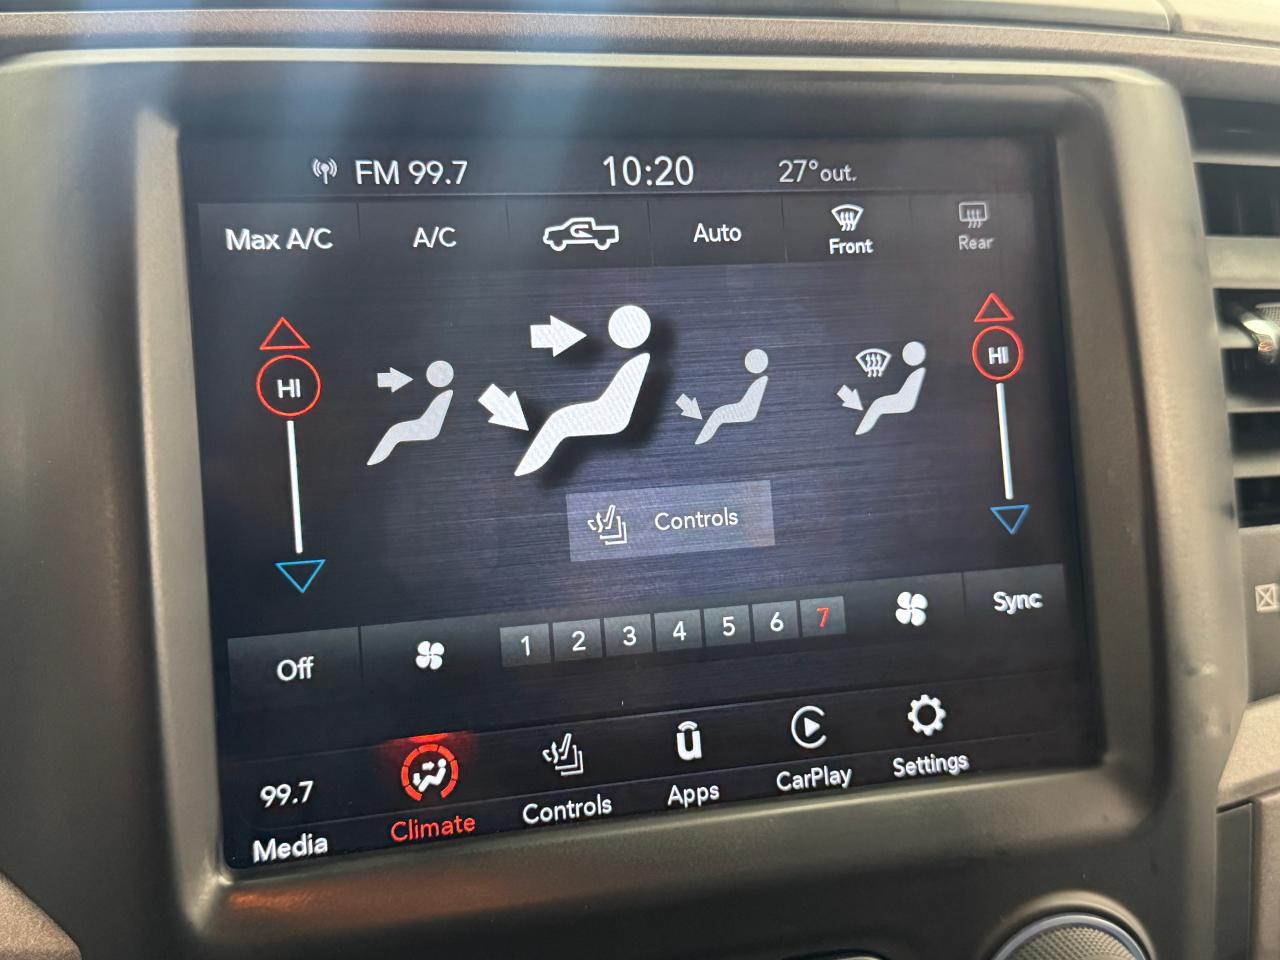 FM 99.7 10:20 27° out.
Max A/C A/C Auto Front Rear
HI HI
Controls
Off 1 2 3 4 5 6 7 Sync
99.7
Media Climate Controls Apps CarPlay Settings